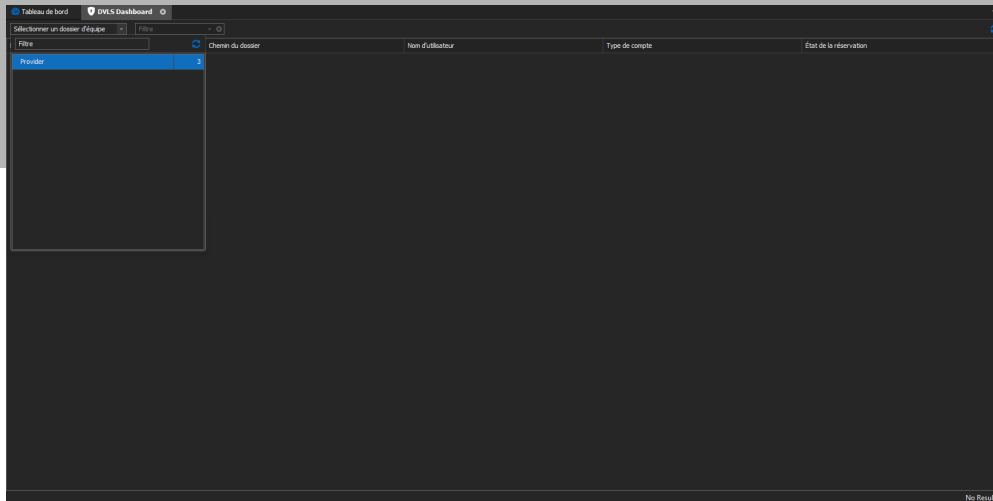 Tableau de bord DVLS Dashboard
Sélectionner un dossier d'équipe Filtre
Filtre Chemin du dossier Nom d'utilisateur Type de compte État de la réservation
Provider 3
No Resul